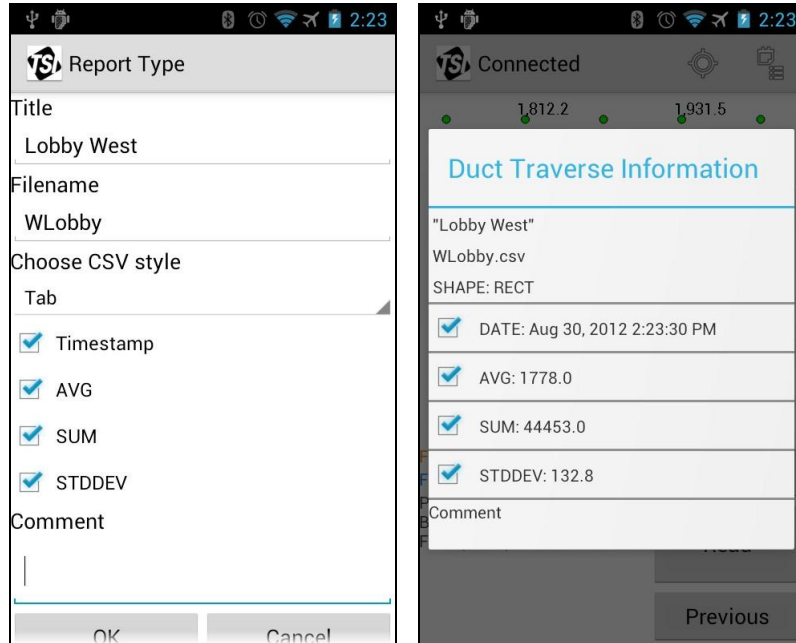 2:23
TSI Report Type
Title
Lobby West
Filename
WLobby
Choose CSV style
Tab
Timestamp
AVG
SUM
STDDEV
Comment
OK
Cancel
2:23
TSI Connected
1,812.2
1,931.5
Duct Traverse Information
"Lobby West"
WLobby.csv
SHAPE: RECT
DATE: Aug 30, 2012 2:23:30 PM
AVG: 1778.0
SUM: 44453.0
STDDEV: 132.8
Comment
Read
Previous